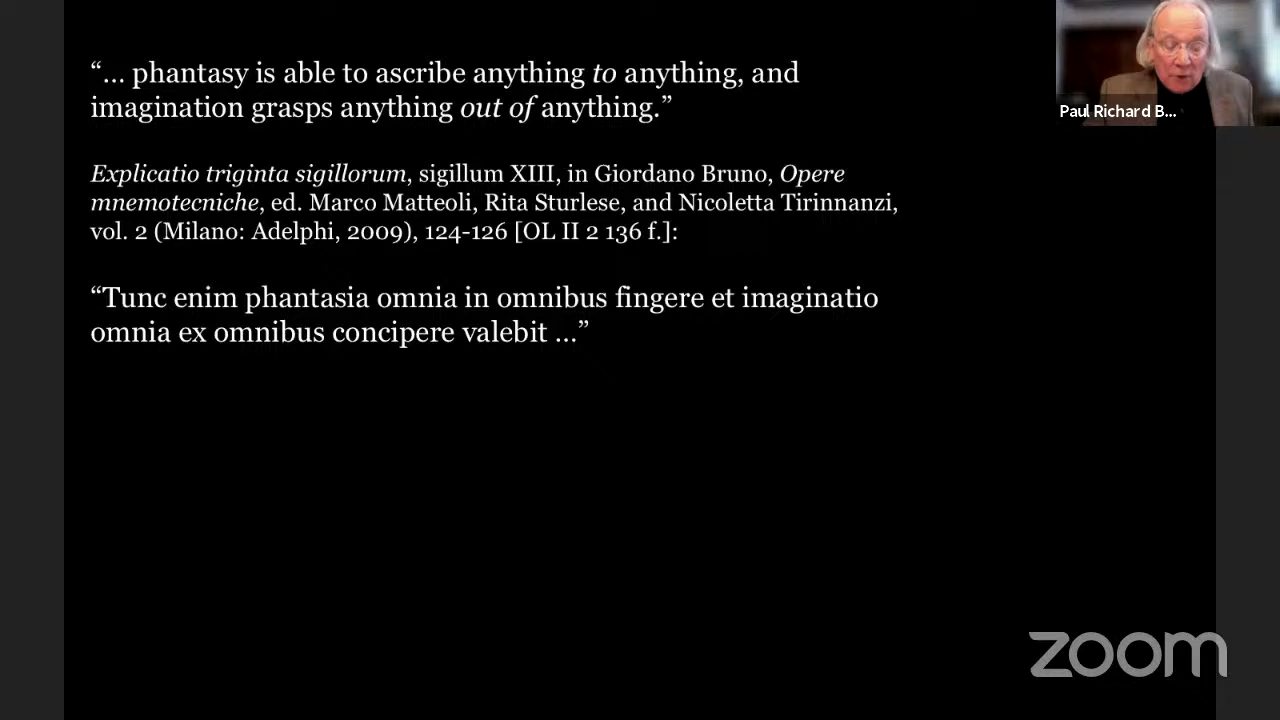 “... phantasy is able to ascribe anything to anything, and
imagination grasps anything out of anything.”
Explicatio triginta sigillorum, sigillum XIII, in Giordano Bruno, Opere
mnemotecniche, ed. Marco Matteoli, Rita Sturlese, and Nicoletta Tirinnanzi,
vol. 2 (Milano: Adelphi, 2009), 124-126 [OL II 2 136 f.]:
“Tunc enim phantasia omnia in omnibus fingere et imaginatio
omnia ex omnibus concipere valebit ...”
Paul Richard B...
zoom